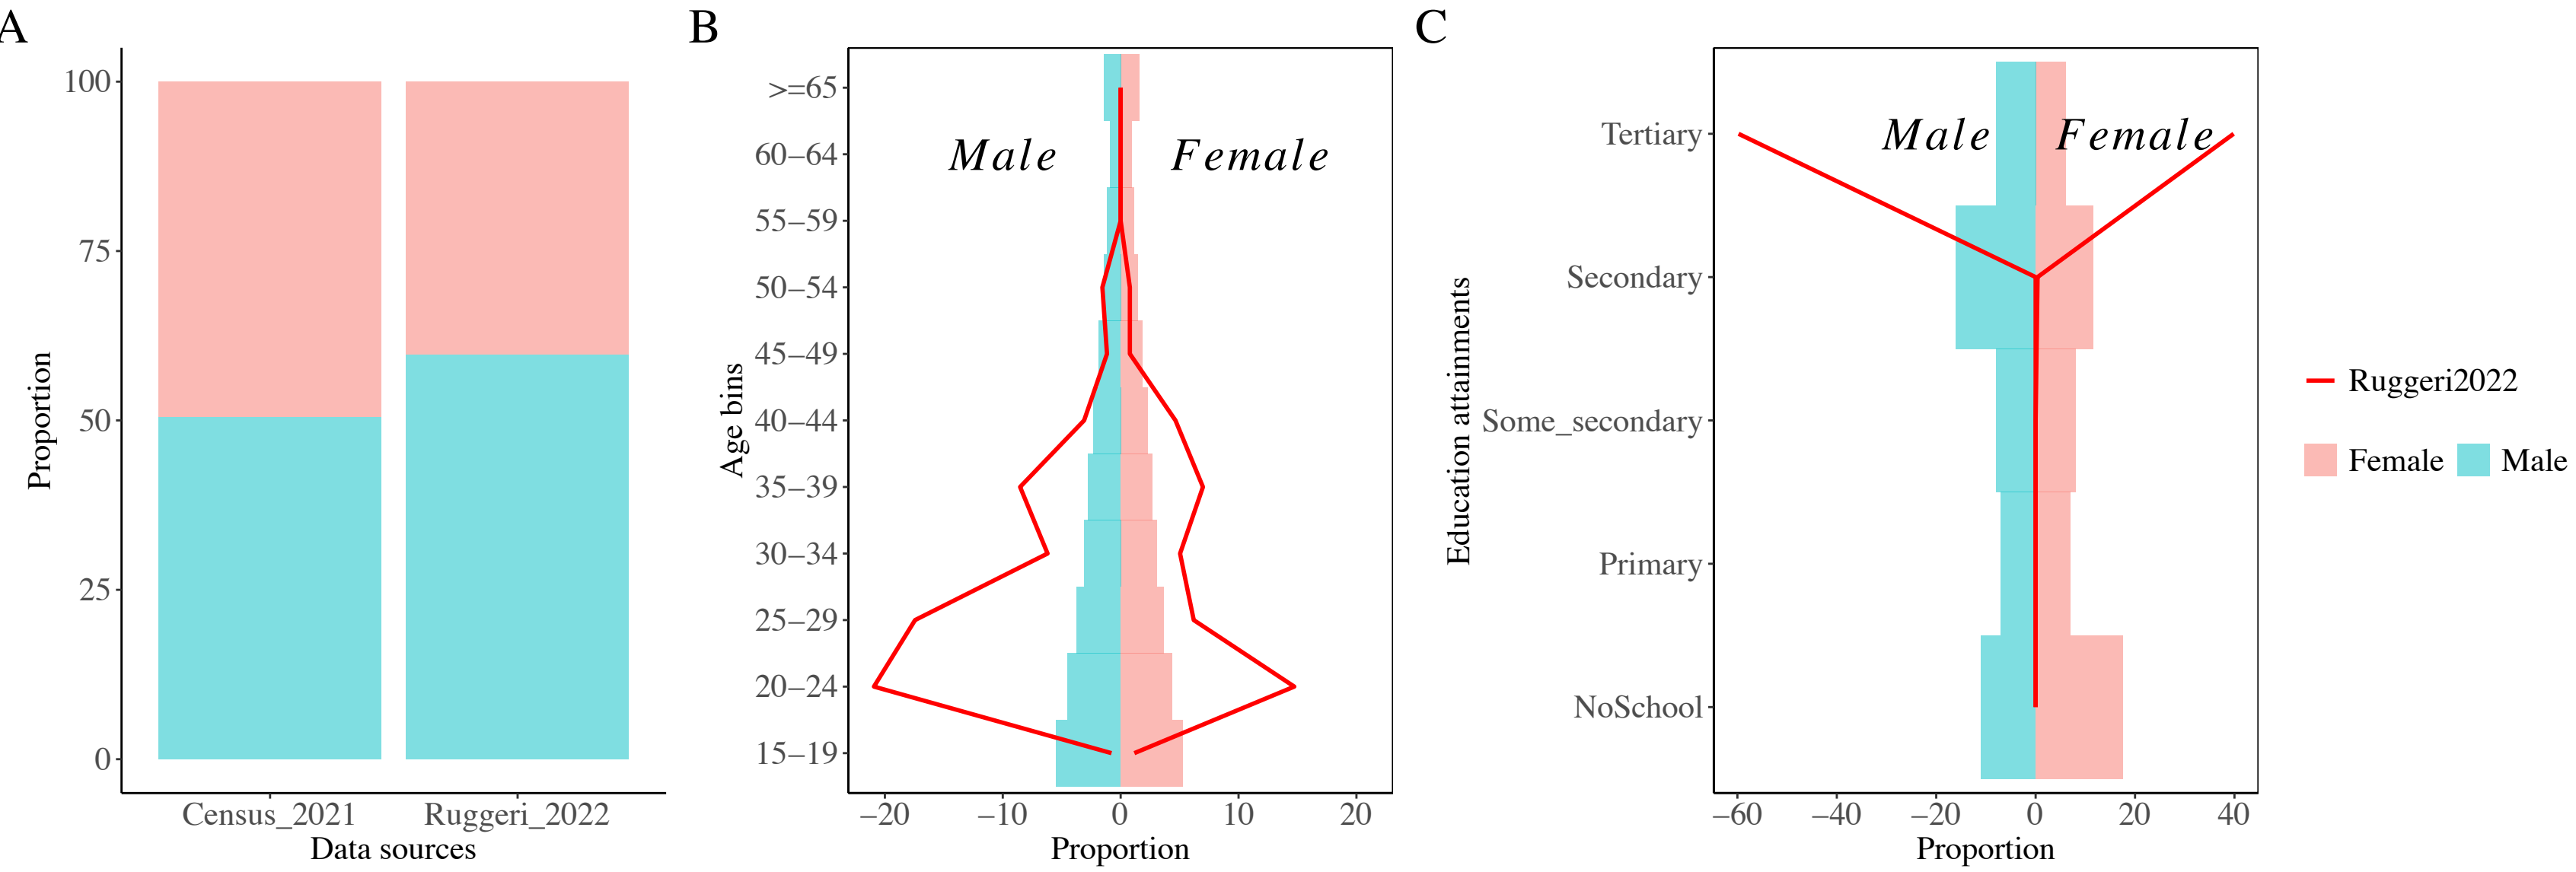 A
100
75
50
25
0
Proportion
Census_2021
Ruggeri_2022
Data sources
B
>=65
60–64
55–59
50–54
45–49
40–44
35–39
30–34
25–29
20–24
15–19
Age bins
Male
Female
–20
–10
0
10
20
Proportion
C
Tertiary
Secondary
Some_secondary
Primary
NoSchool
Education attainments
Male
Female
–60
–40
–20
0
20
40
Proportion
Ruggeri2022
Female
Male